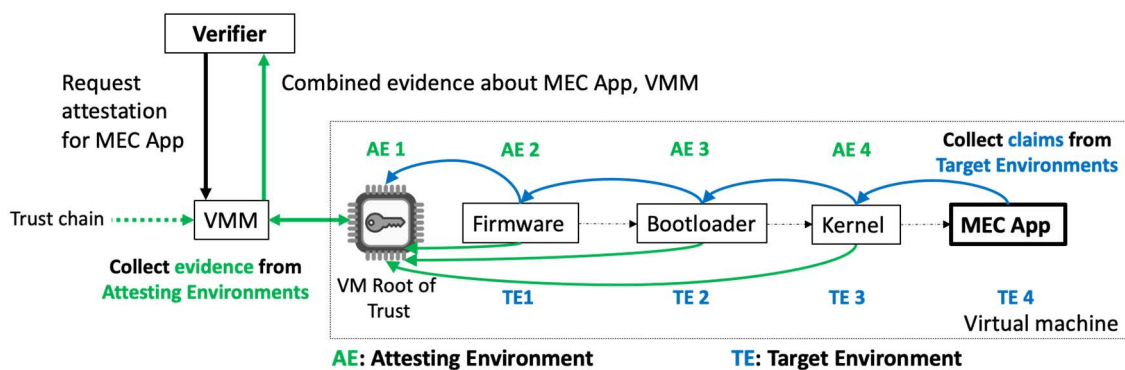 Verifier
Request
attestation
for MEC App
Combined evidence about MEC App, VMM
AE 1
AE 2
AE 3
AE 4
Collect claims from
Target Environments
Trust chain
VMM
Firmware
Bootloader
Kernel
MEC App
Collect evidence from
Attesting Environments
VM Root of
Trust
TE1
TE 2
TE 3
TE 4
Virtual machine
AE: Attesting Environment
TE: Target Environment